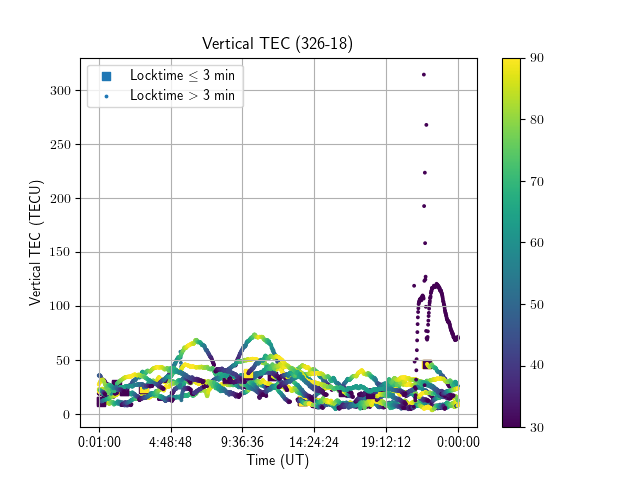 Vertical TEC (326-18)
Locktime ≤ 3 min
Locktime > 3 min
Vertical TEC (TECU)
300
250
200
150
100
50
0
0:01:00 4:48:48 9:36:36 14:24:24 19:12:12 0:00:00
Time (UT)
90
80
70
60
50
40
30